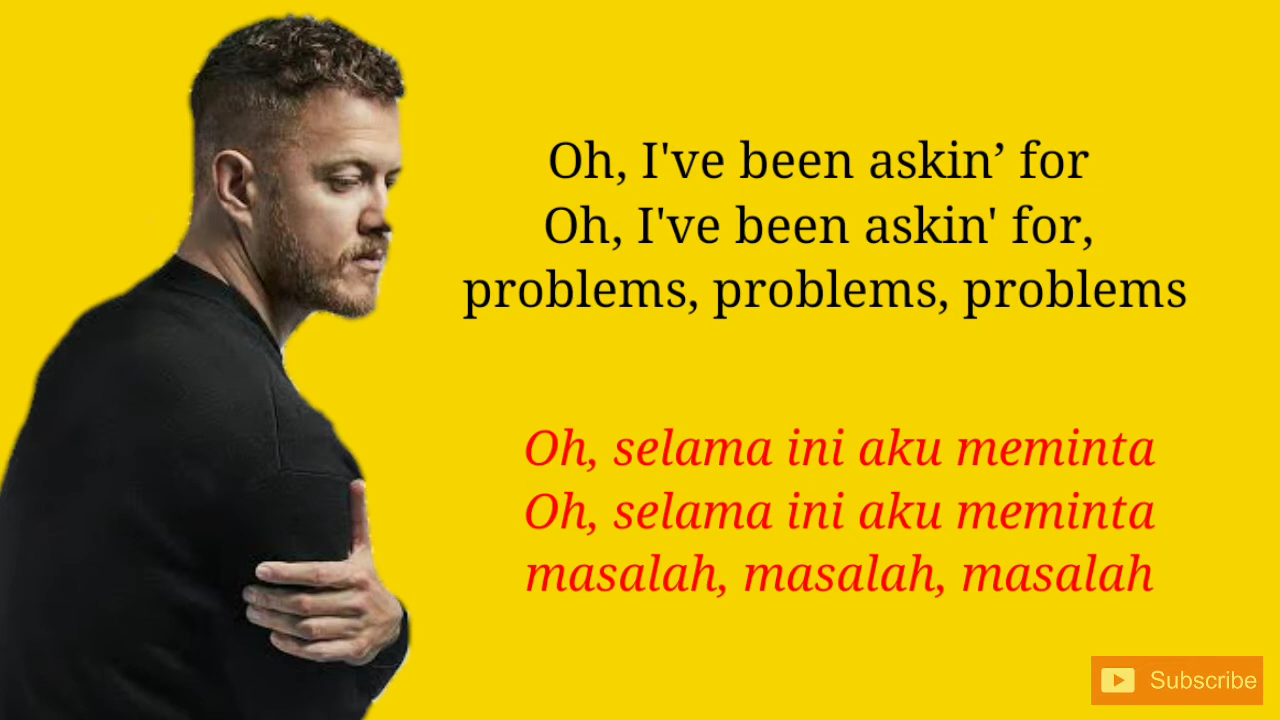 Oh, I've been askin’ for
Oh, I've been askin' for,
problems, problems, problems
Oh, selama ini aku meminta
Oh, selama ini aku meminta
masalah, masalah, masalah
Subscribe